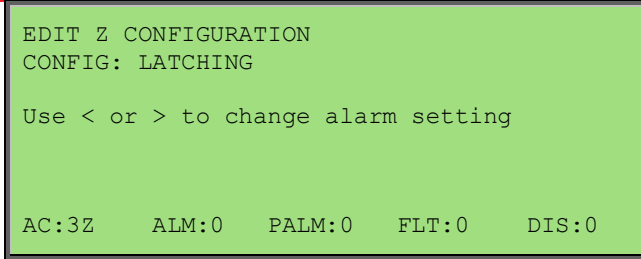 EDIT Z CONFIGURATION
CONFIG: LATCHING
Use < or > to change alarm setting
AC:3Z ALM:0 PALM:0 FLT:0 DIS:0